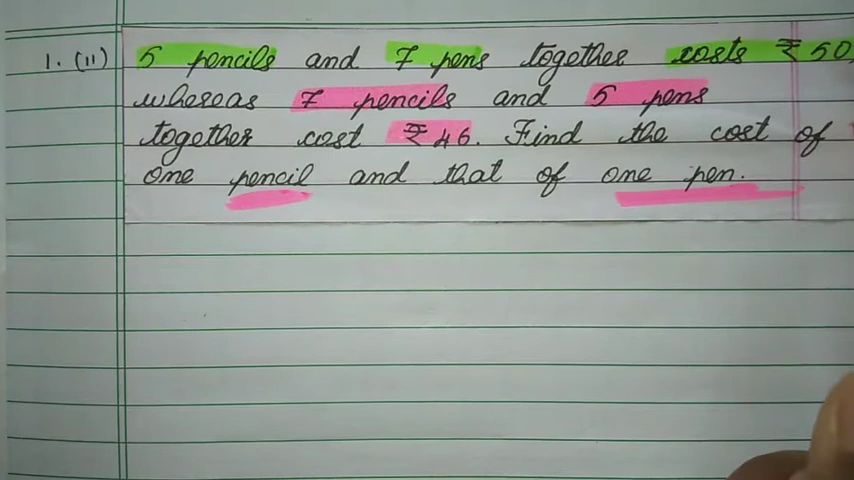 1. (11) 5 pencils and 7 pens together costs ₹ 50,
whereas 7 pencils and 5 pens
together cost ₹ 46. Find the cost of
one pencil and that of one pen.